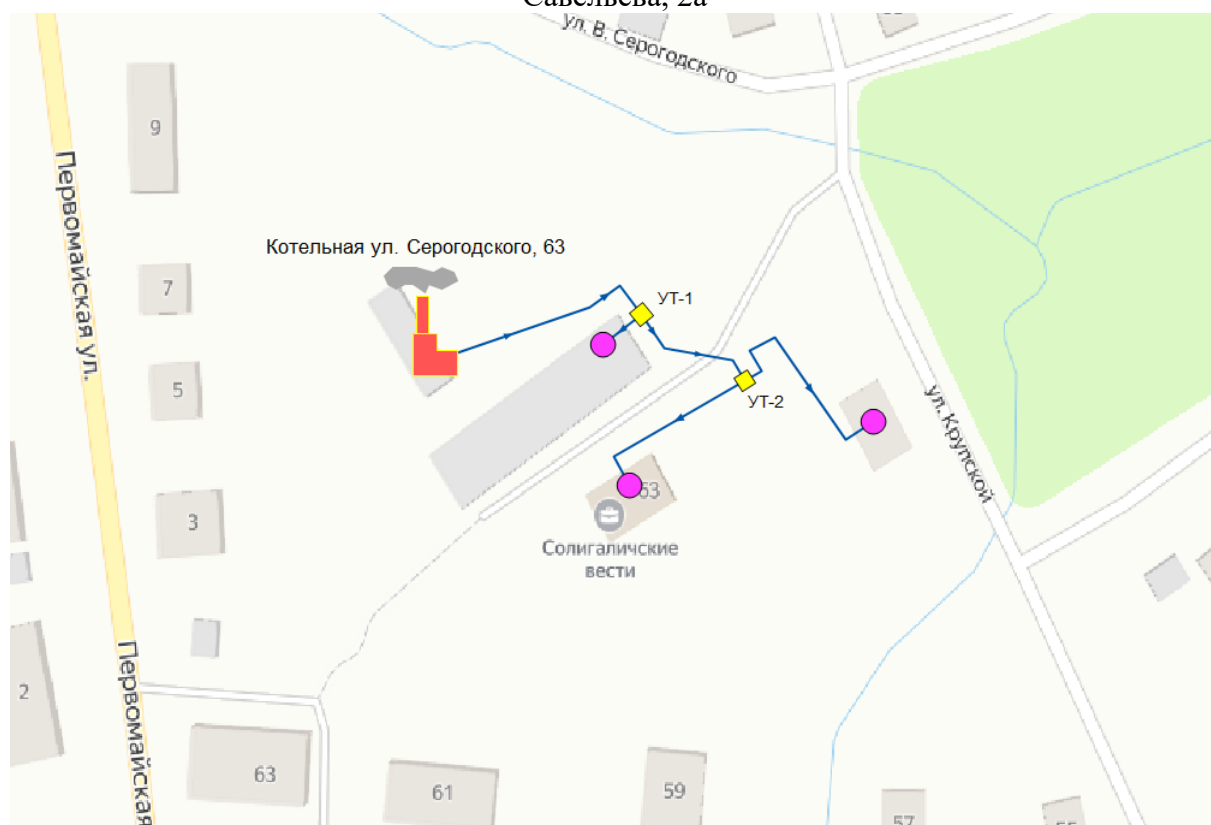 Савельева, 2а
ул. В. Серогодского
9
Первомайская ул.
Котельная ул. Серогодского, 63
7
УТ-1
5
УТ-2
ул. Крупской
63
3
Солигаличские
вести
Первомайская
2
63
61
59
57
55